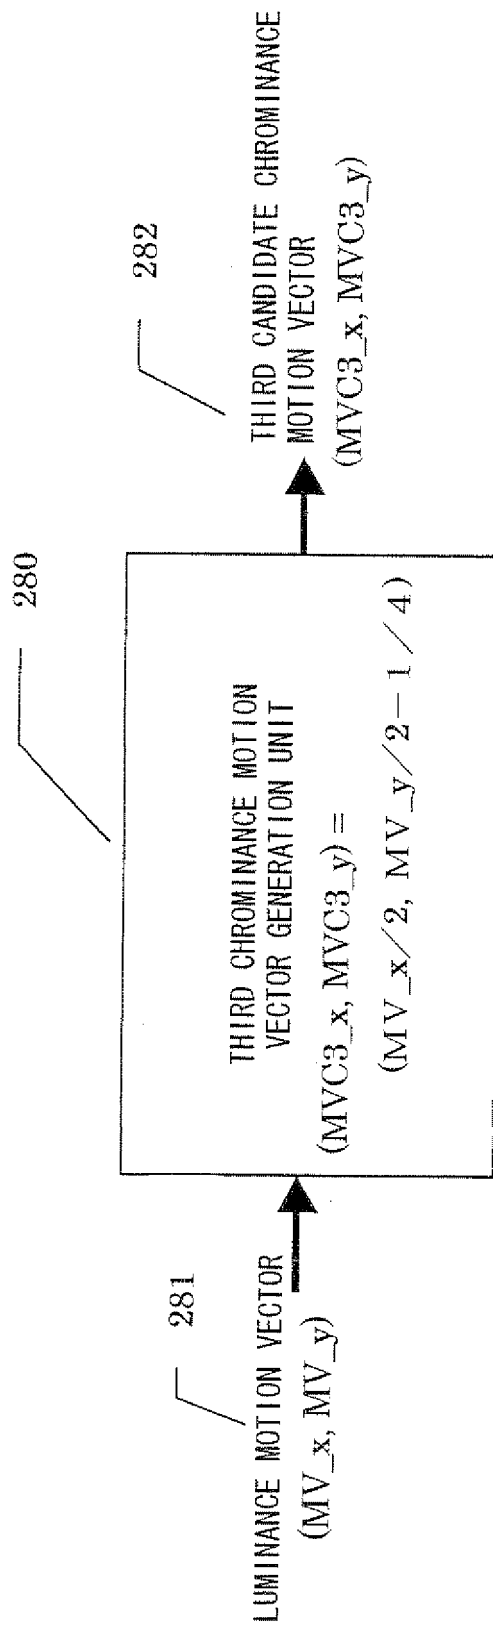 280
281
282
LUMINANCE MOTION VECTOR
(MV_x, MV_y)
THIRD CHROMINANCE MOTION
VECTOR GENERATION UNIT
(MVC3_x, MVC3_y) =
(MV_x/2, MV_y/2−1/4)
THIRD CANDIDATE CHROMINANCE
MOTION VECTOR
(MVC3_x, MVC3_y)